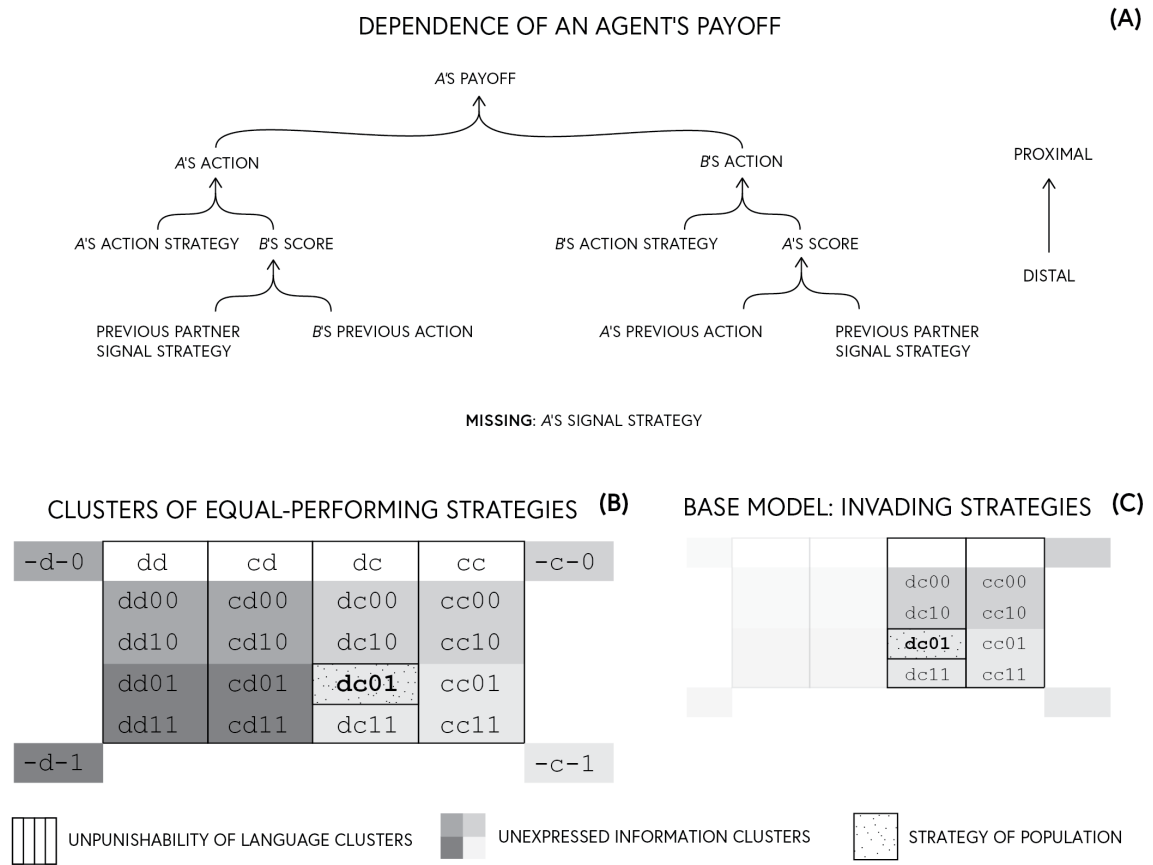 (A)
DEPENDENCE OF AN AGENT'S PAYOFF
A'S PAYOFF
A'S ACTION
B'S ACTION
PROXIMAL
A'S ACTION STRATEGY
B'S SCORE
B'S ACTION STRATEGY
A'S SCORE
DISTAL
PREVIOUS PARTNER
SIGNAL STRATEGY
B'S PREVIOUS ACTION
A'S PREVIOUS ACTION
PREVIOUS PARTNER
SIGNAL STRATEGY
MISSING: A'S SIGNAL STRATEGY
CLUSTERS OF EQUAL-PERFORMING STRATEGIES (B)
-d-0 dd cd dc cc -c-0
dd00 cd00 dc00 cc00
dd10 cd10 dc10 cc10
dd01 cd01 dc01 cc01
dd11 cd11 dc11 cc11
-d-1 -c-1
BASE MODEL: INVADING STRATEGIES (C)
dc00 cc00
dc10 cc10
dc01 cc01
dc11 cc11
UNPUNISHABILITY OF LANGUAGE CLUSTERS
UNEXPRESSED INFORMATION CLUSTERS
STRATEGY OF POPULATION